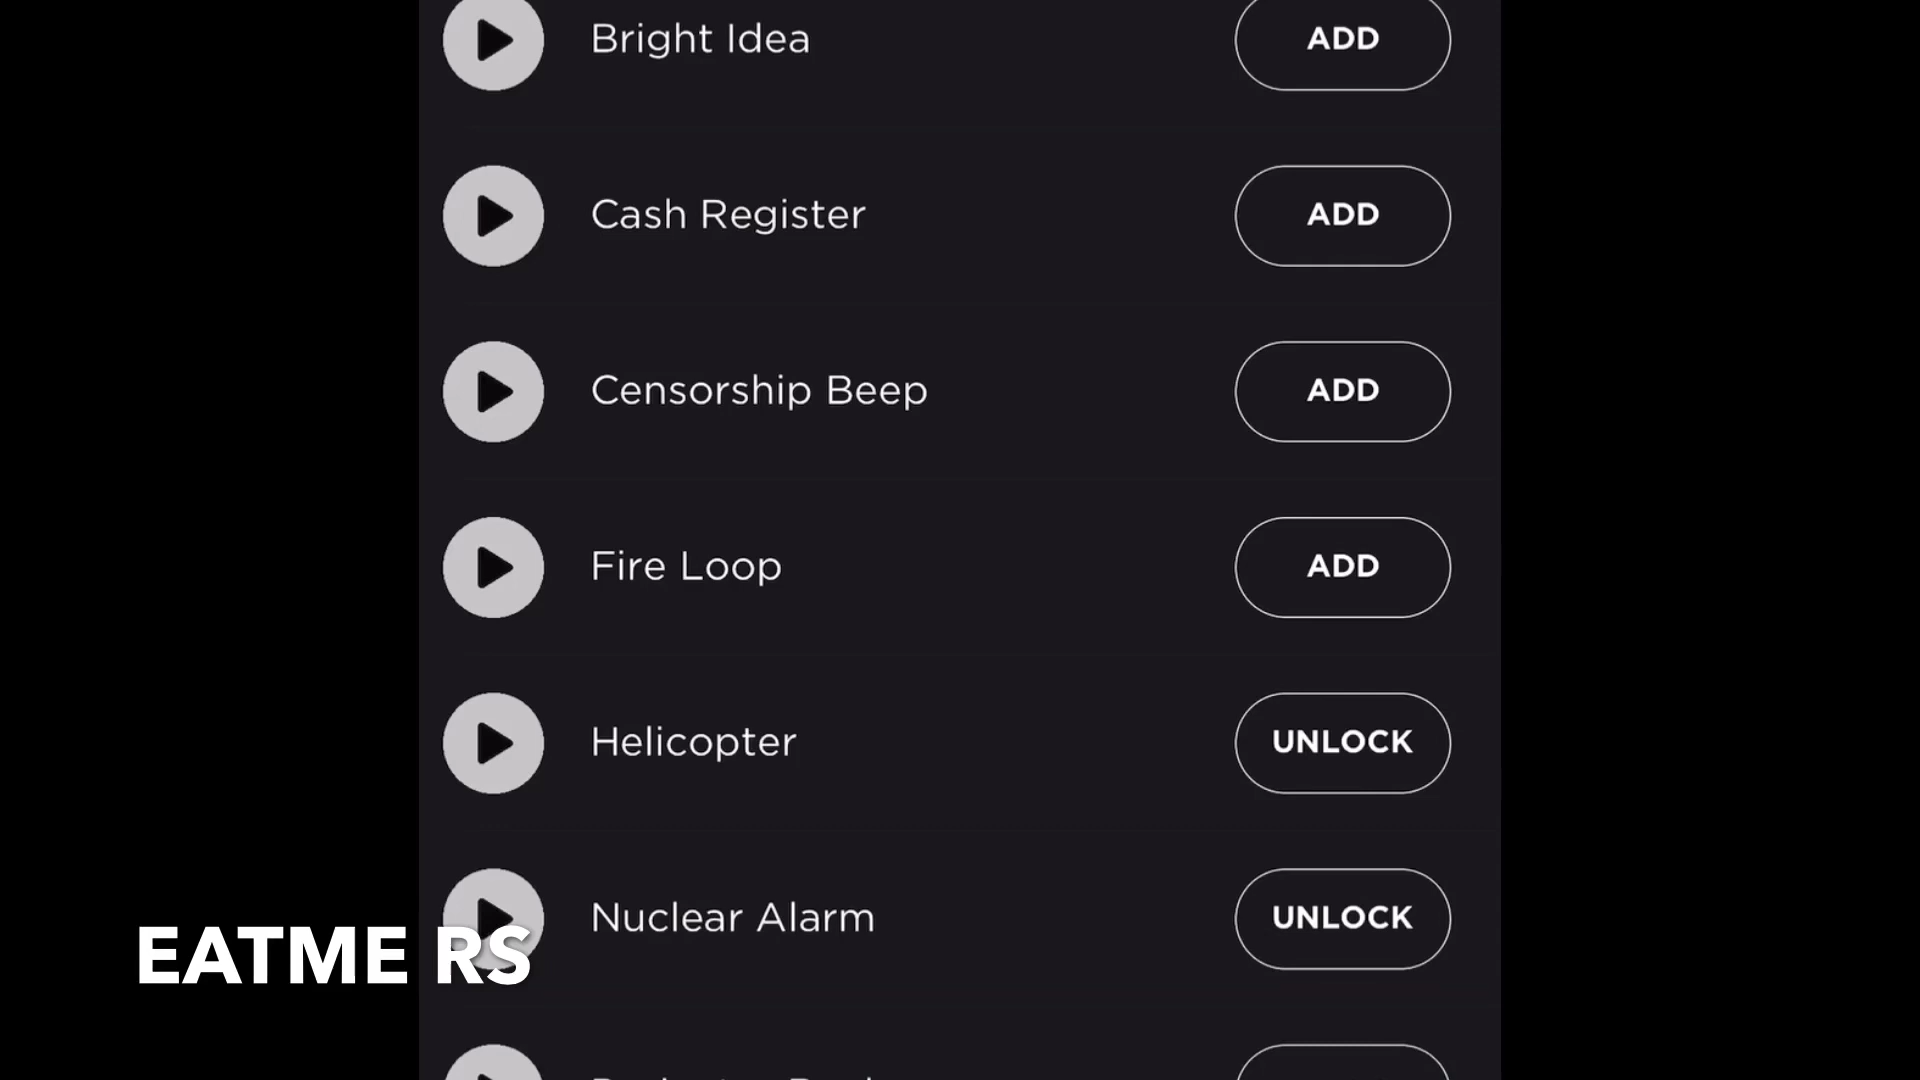 Bright Idea ADD
Cash Register ADD
Censorship Beep ADD
Fire Loop ADD
Helicopter UNLOCK
Nuclear Alarm UNLOCK
EATME RS